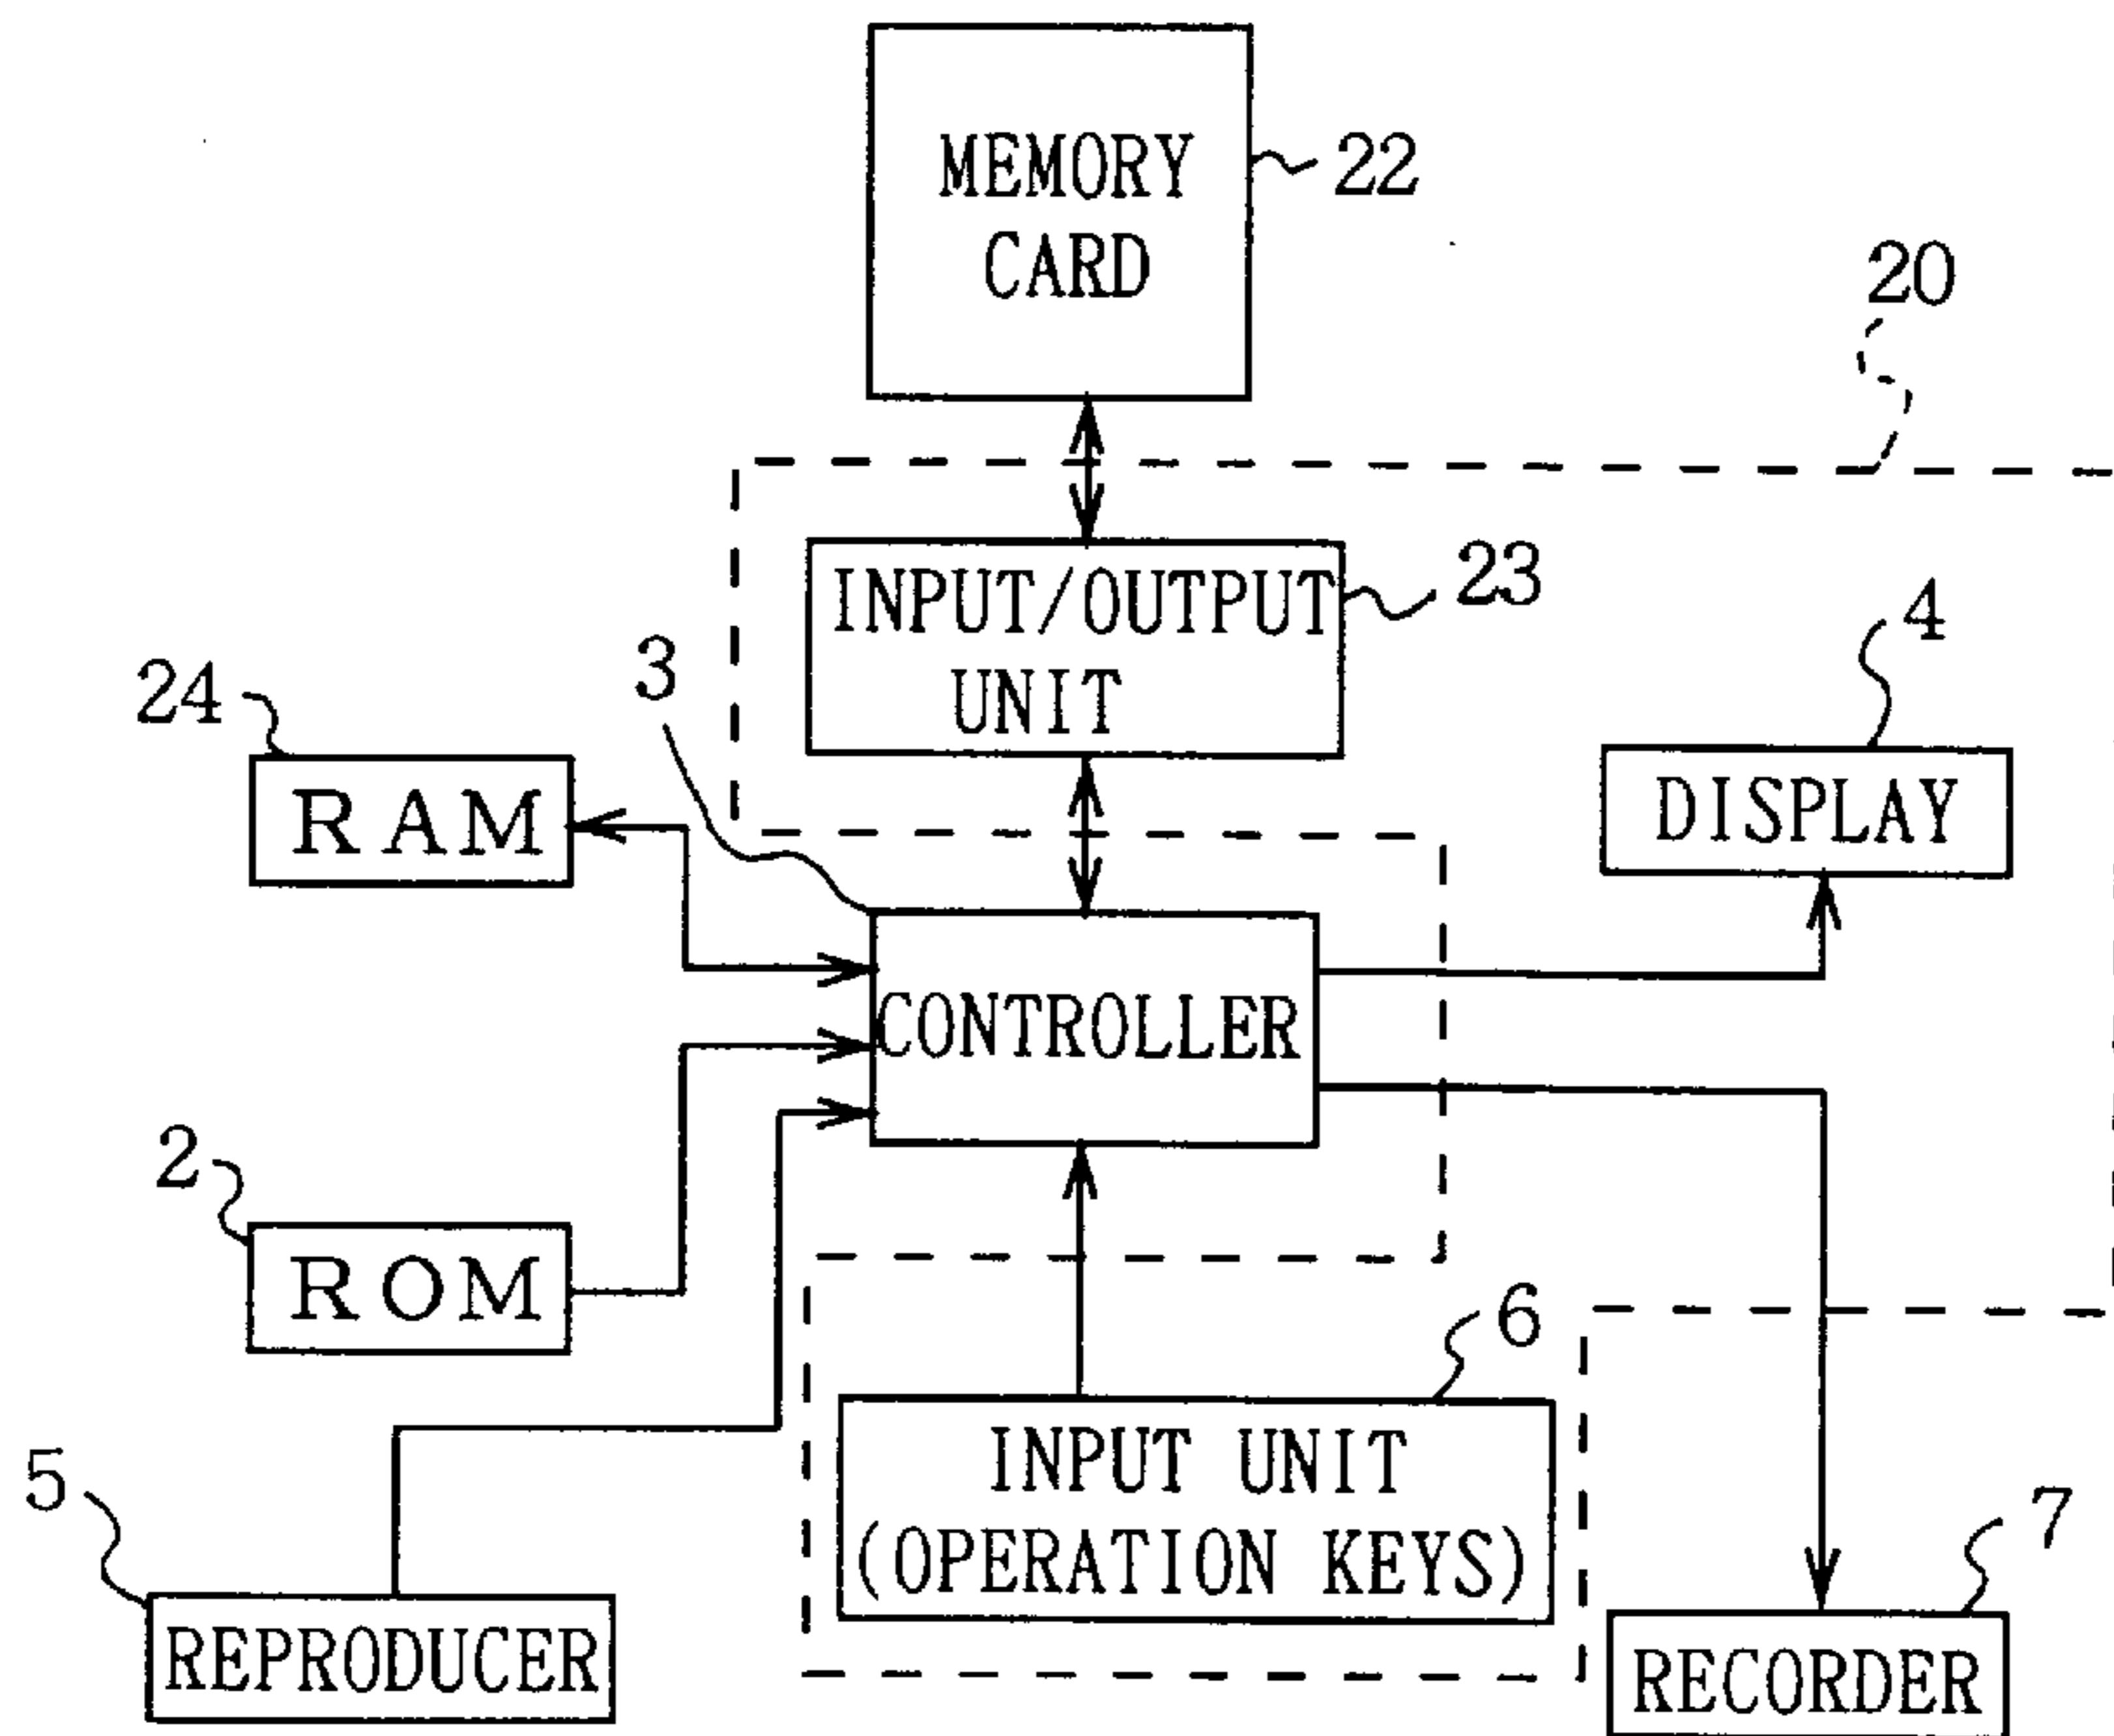 MEMORY
CARD
22
20
INPUT/OUTPUT
UNIT
23
3
4
24
RAM
DISPLAY
CONTROLLER
2
ROM
6
INPUT UNIT
(OPERATION KEYS)
5
REPRODUCER
7
RECORDER